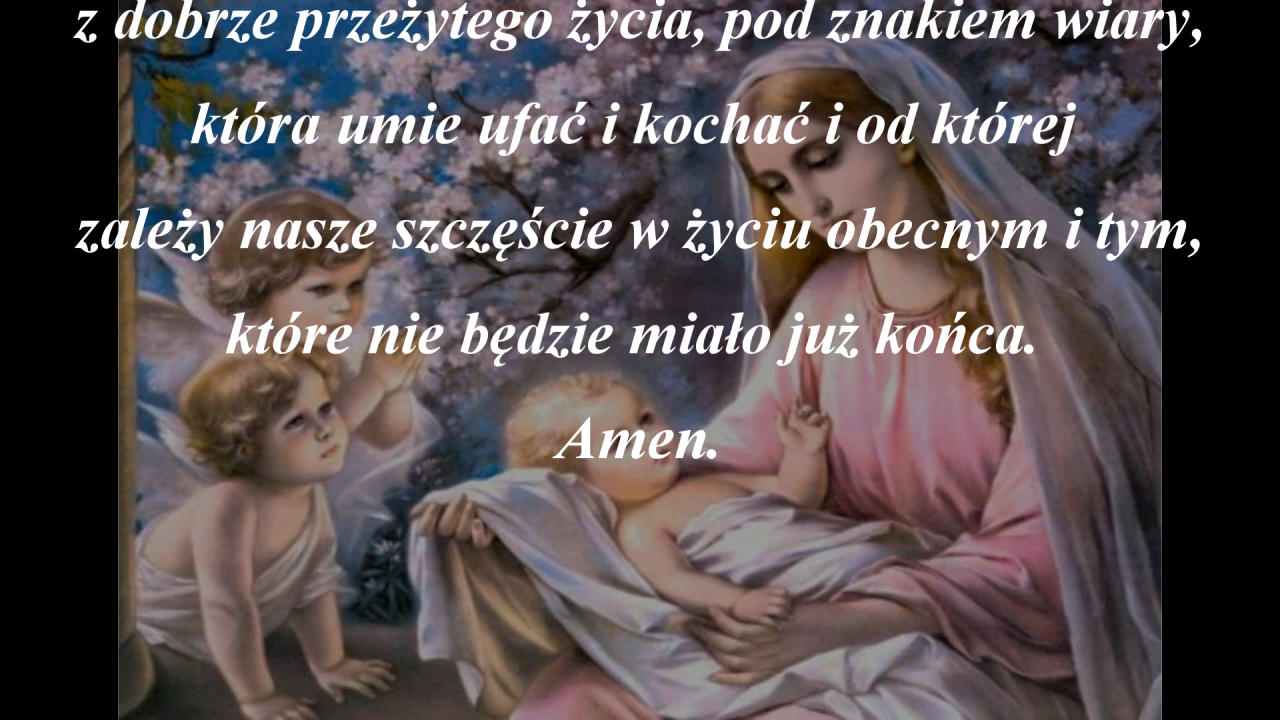 z dobrze przeżytego życia, pod znakiem wiary,
która umie ufać i kochać i od której
zależy nasze szczęście w życiu obecnym i tym,
które nie będzie miało już końca.
Amen.